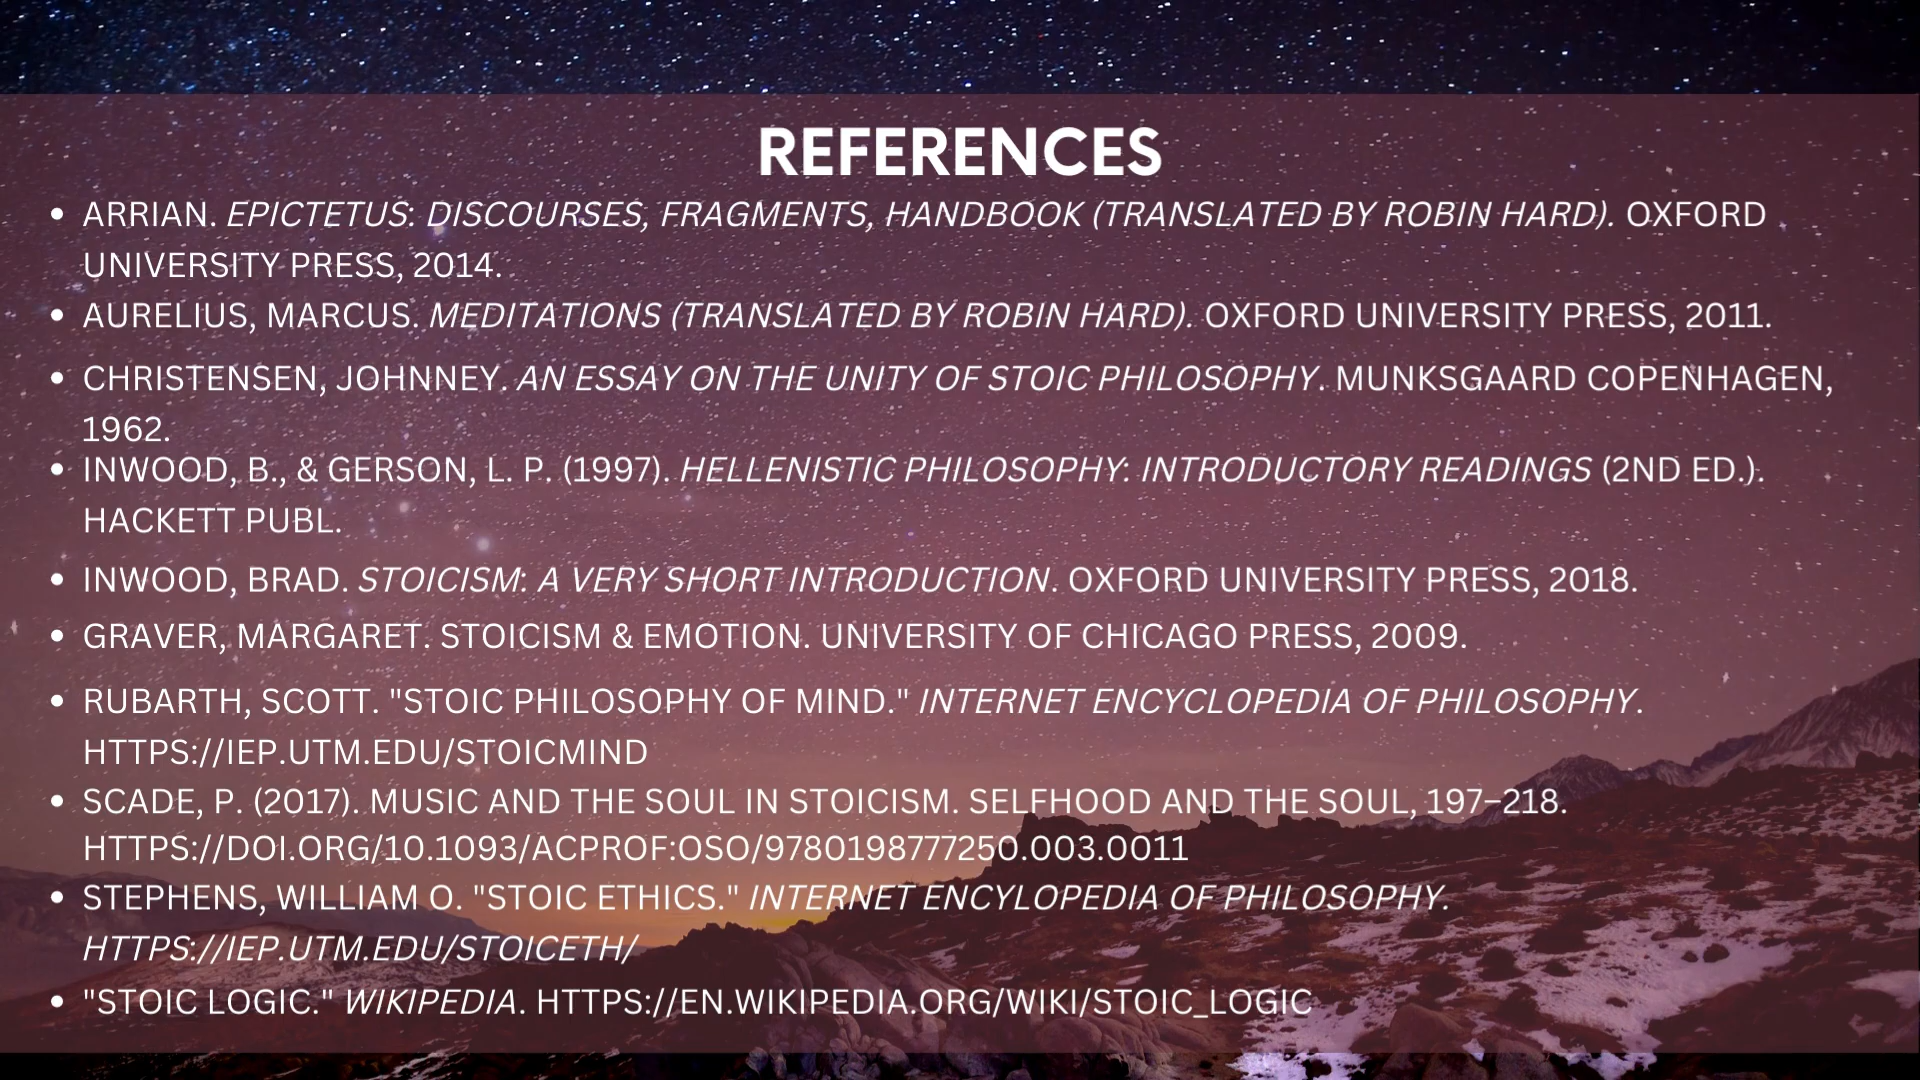 REFERENCES
• ARRIAN. EPICTETUS: DISCOURSES, FRAGMENTS, HANDBOOK (TRANSLATED BY ROBIN HARD). OXFORD
UNIVERSITY PRESS, 2014.
• AURELIUS, MARCUS. MEDITATIONS (TRANSLATED BY ROBIN HARD). OXFORD UNIVERSITY PRESS, 2011.
• CHRISTENSEN, JOHNNEY. AN ESSAY ON THE UNITY OF STOIC PHILOSOPHY. MUNKSGAARD COPENHAGEN,
1962.
• INWOOD, B., & GERSON, L. P. (1997). HELLENISTIC PHILOSOPHY: INTRODUCTORY READINGS (2ND ED.).
HACKETT PUBL.
• INWOOD, BRAD. STOICISM: A VERY SHORT INTRODUCTION. OXFORD UNIVERSITY PRESS, 2018.
• GRAVER, MARGARET. STOICISM & EMOTION. UNIVERSITY OF CHICAGO PRESS, 2009.
• RUBARTH, SCOTT. "STOIC PHILOSOPHY OF MIND." INTERNET ENCYCLOPEDIA OF PHILOSOPHY.
HTTPS://IEP.UTM.EDU/STOICMIND
• SCADE, P. (2017). MUSIC AND THE SOUL IN STOICISM. SELFHOOD AND THE SOUL, 197–218.
HTTPS://DOI.ORG/10.1093/ACPROF:OSO/9780198777250.003.0011
• STEPHENS, WILLIAM O. "STOIC ETHICS." INTERNET ENCYLOPEDIA OF PHILOSOPHY.
HTTPS://IEP.UTM.EDU/STOICETH/
• "STOIC LOGIC." WIKIPEDIA. HTTPS://EN.WIKIPEDIA.ORG/WIKI/STOIC_LOGIC